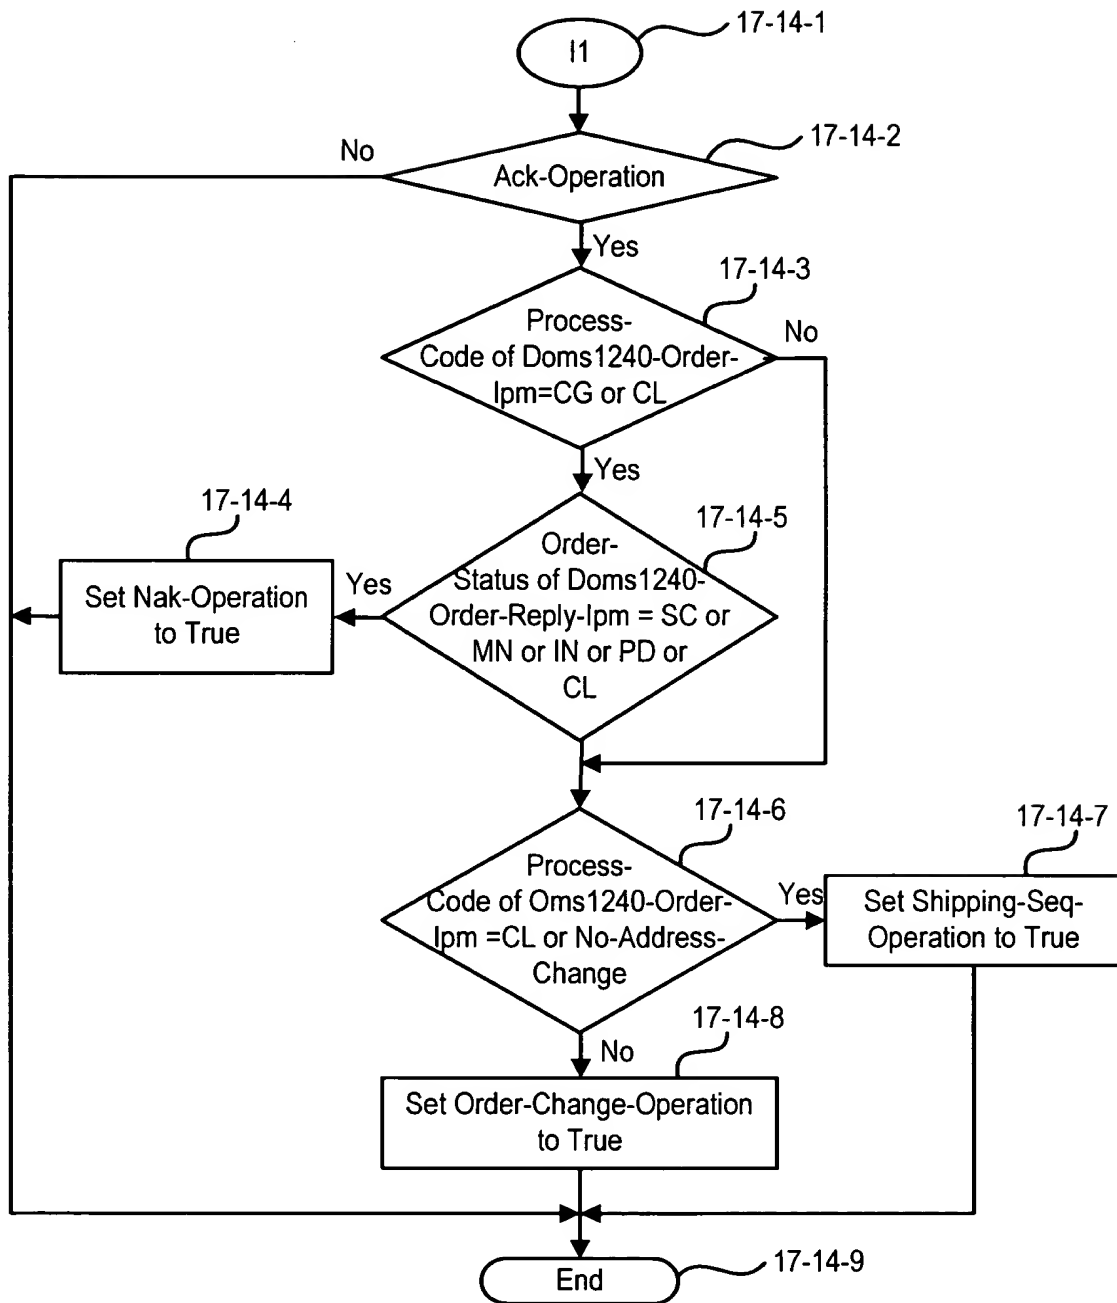 17-14-1
I1
17-14-2
No
Ack-Operation
Yes
17-14-3
Process-
Code of Doms1240-Order-
Ipm=CG or CL
No
Yes
17-14-4
17-14-5
Set Nak-Operation
to True
Yes
Order-
Status of Doms1240-
Order-Reply-Ipm = SC or
MN or IN or PD or
CL
17-14-6
17-14-7
Process-
Code of Oms1240-Order-
Ipm =CL or No-Address-
Change
Yes
Set Shipping-Seq-
Operation to True
17-14-8
No
Set Order-Change-Operation
to True
End
17-14-9